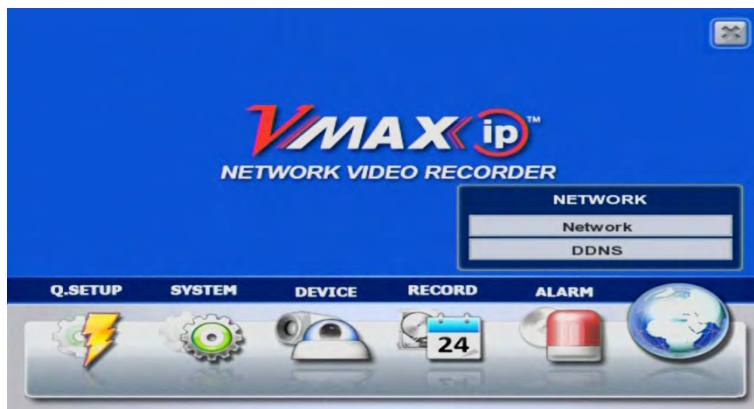 VMAX ip™
NETWORK VIDEO RECORDER
NETWORK
Network
DDNS
Q.SETUP SYSTEM DEVICE RECORD ALARM
24